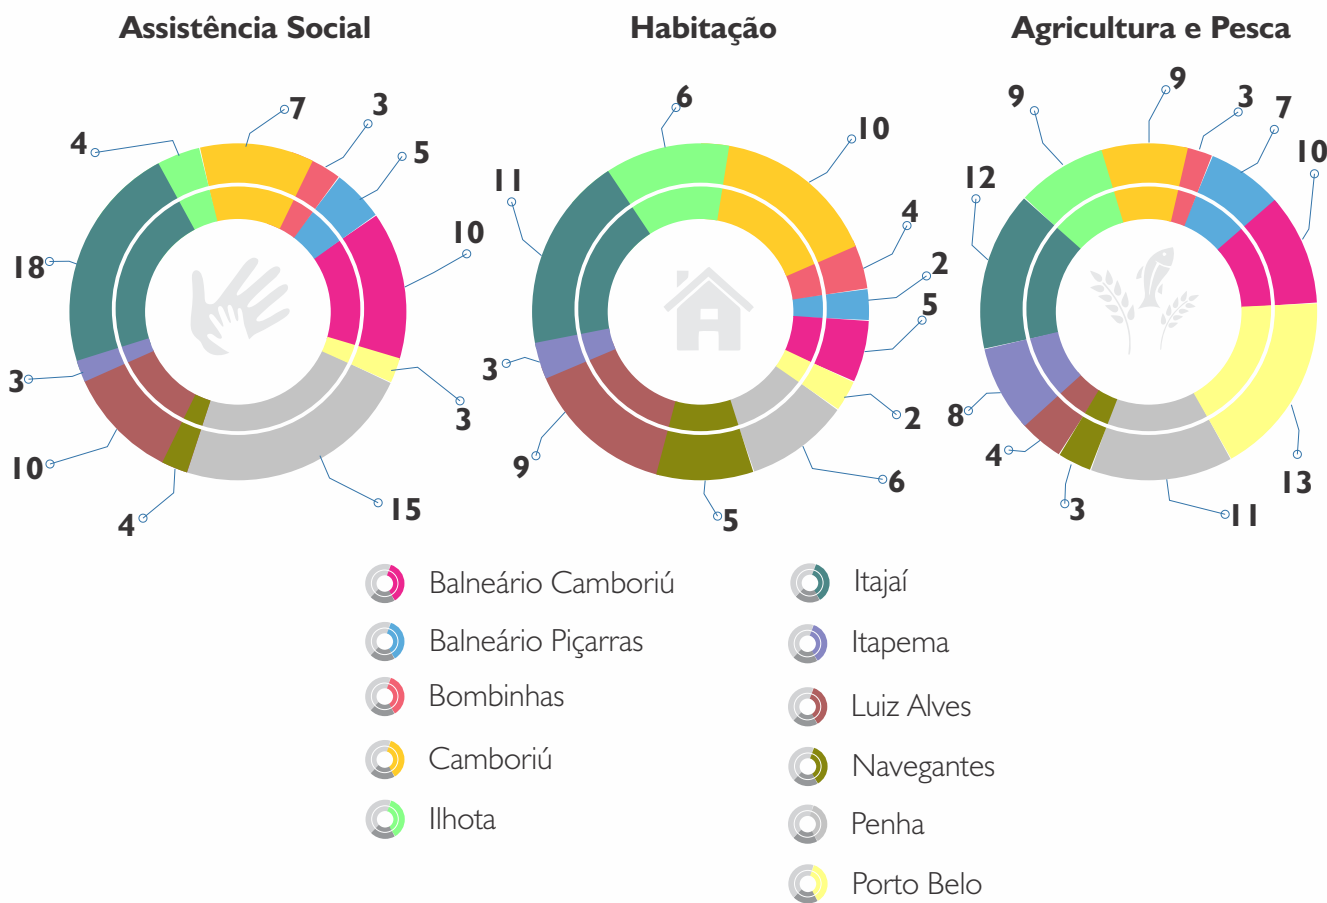 Assistência Social
7
3
5
10
3
15
4
10
3
18
4
Habitação
6
10
4
2
5
2
6
5
9
3
11
Agricultura e Pesca
9
3
7
10
13
11
3
4
8
12
9
Balneário Camboriú
Balneário Piçarras
Bombinhas
Camboriú
Ilhota
Itajaí
Itapema
Luiz Alves
Navegantes
Penha
Porto Belo